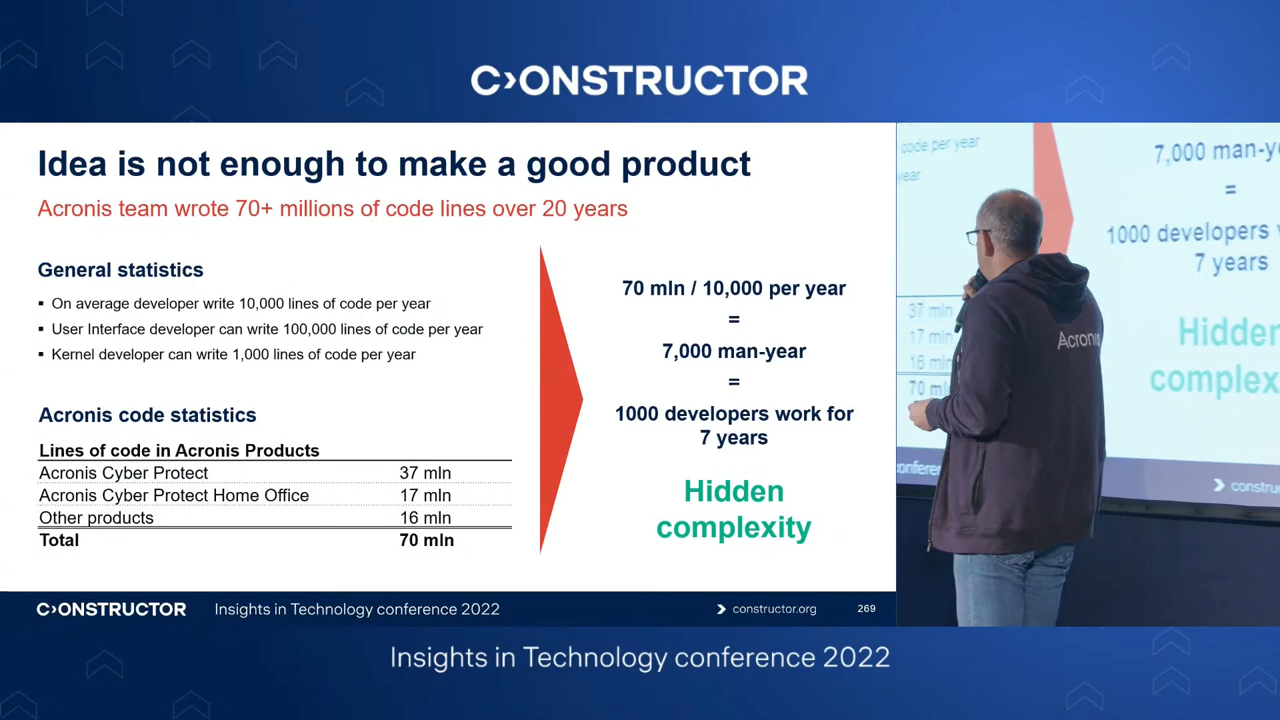 C›ONSTRUCTOR
Idea is not enough to make a good product
Acronis team wrote 70+ millions of code lines over 20 years
General statistics
▪ On average developer write 10,000 lines of code per year
▪ User Interface developer can write 100,000 lines of code per year
▪ Kernel developer can write 1,000 lines of code per year
Acronis code statistics
Lines of code in Acronis Products
Acronis Cyber Protect 37 mln
Acronis Cyber Protect Home Office 17 mln
Other products 16 mln
Total 70 mln
70 mln / 10,000 per year
=
7,000 man-year
=
1000 developers work for
7 years
Hidden
complexity
C›ONSTRUCTOR Insights in Technology conference 2022 constructor.org 269
code per year
year
7,000 man-ye
=
1000 developers
7 years
37 mln
17 mln
16 mln
70 mln
Hidden
complex
Acronis
confere
constru
Insights in Technology conference 2022